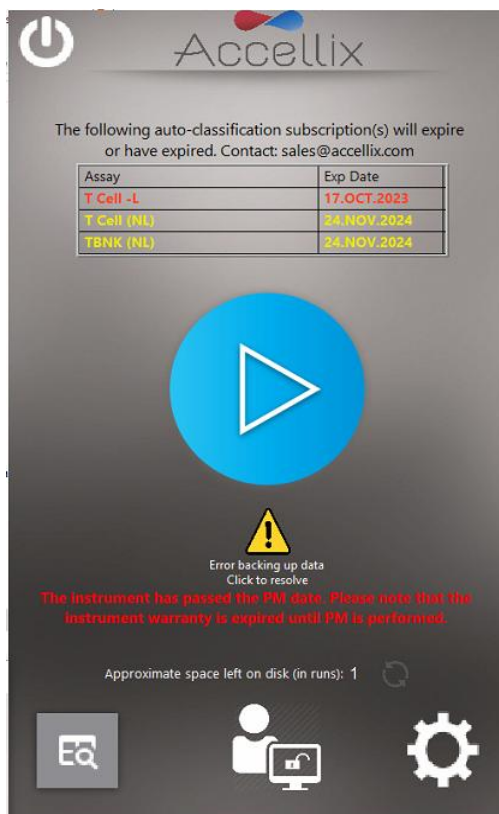 Accellix
The following auto-classification subscription(s) will expire
or have expired. Contact: sales@accellix.com
Assay Exp Date
T Cell -L 17.OCT.2023
T Cell (NL) 24.NOV.2024
TBNK (NL) 24.NOV.2024
Error backing up data
Click to resolve
The instrument has passed the PM date. Please note that the
instrument warranty is expired until PM is performed.
Approximate space left on disk (in runs): 1